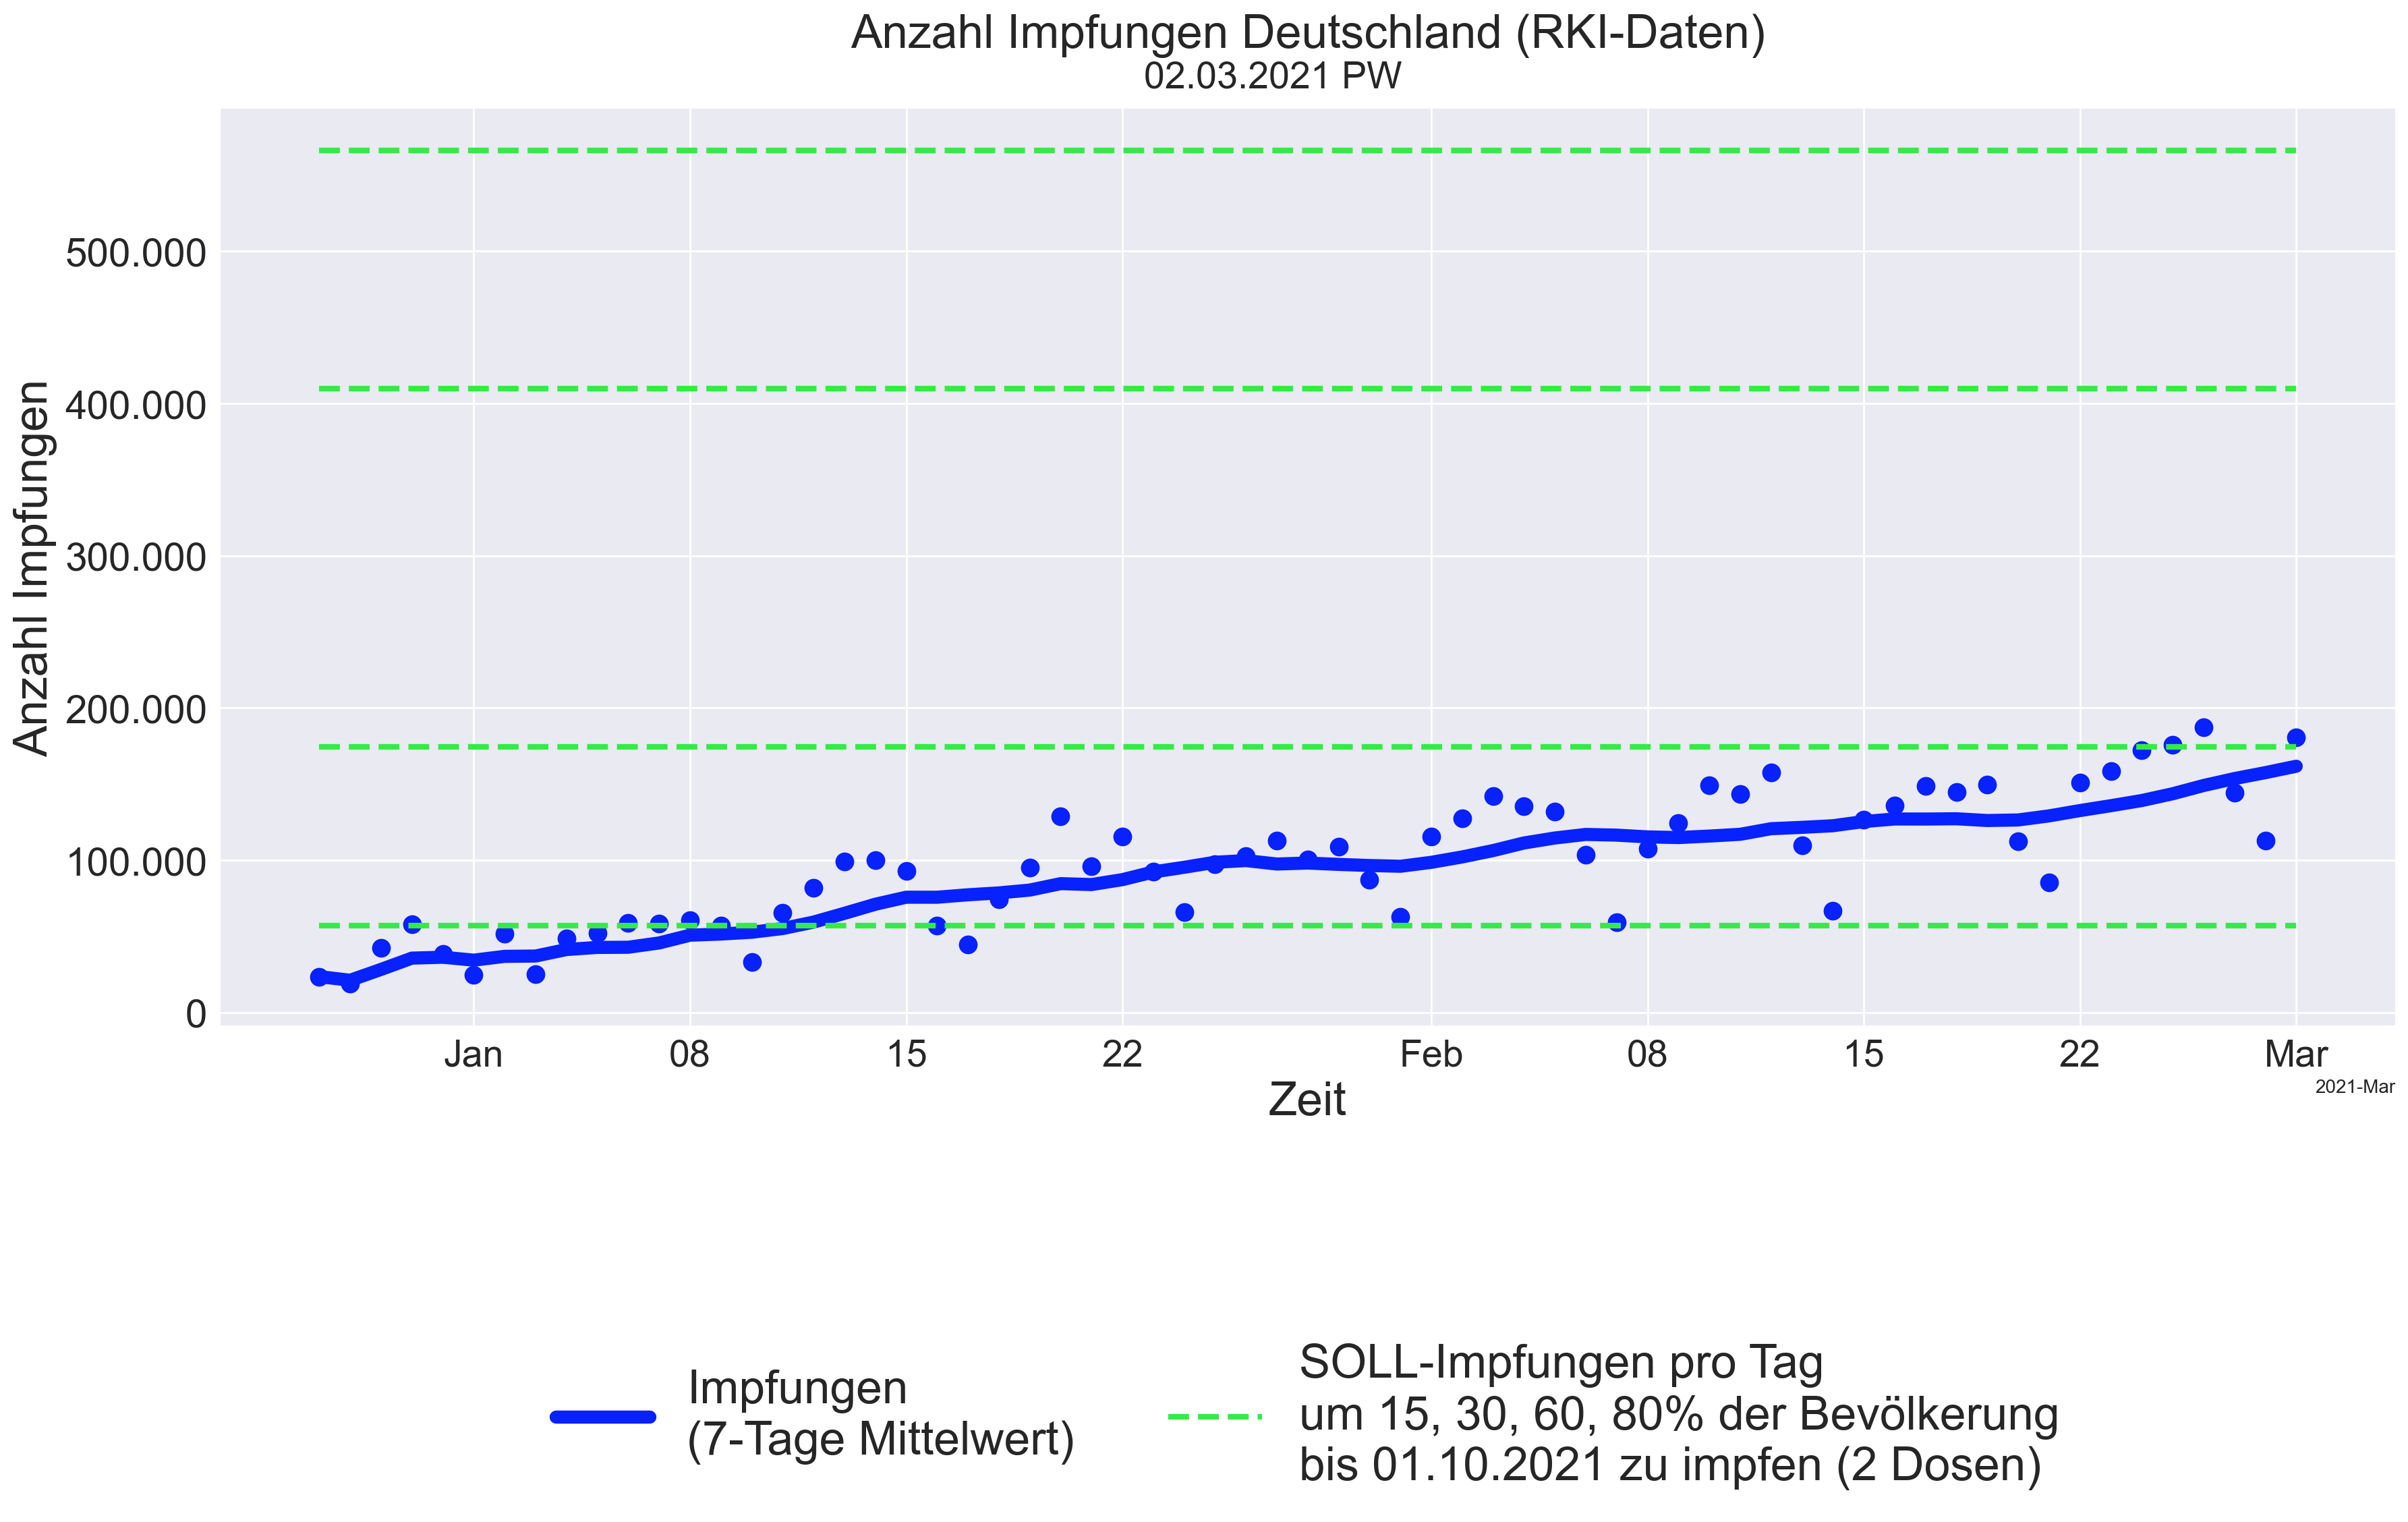 Anzahl Impfungen Deutschland (RKI-Daten)
02.03.2021 PW
Anzahl Impfungen
500.000
400.000
300.000
200.000
100.000
0
Jan
08
15
22
Feb
08
15
22
Mar
2021-Mar
Zeit
Impfungen
(7-Tage Mittelwert)
SOLL-Impfungen pro Tag
um 15, 30, 60, 80% der Bevölkerung
bis 01.10.2021 zu impfen (2 Dosen)